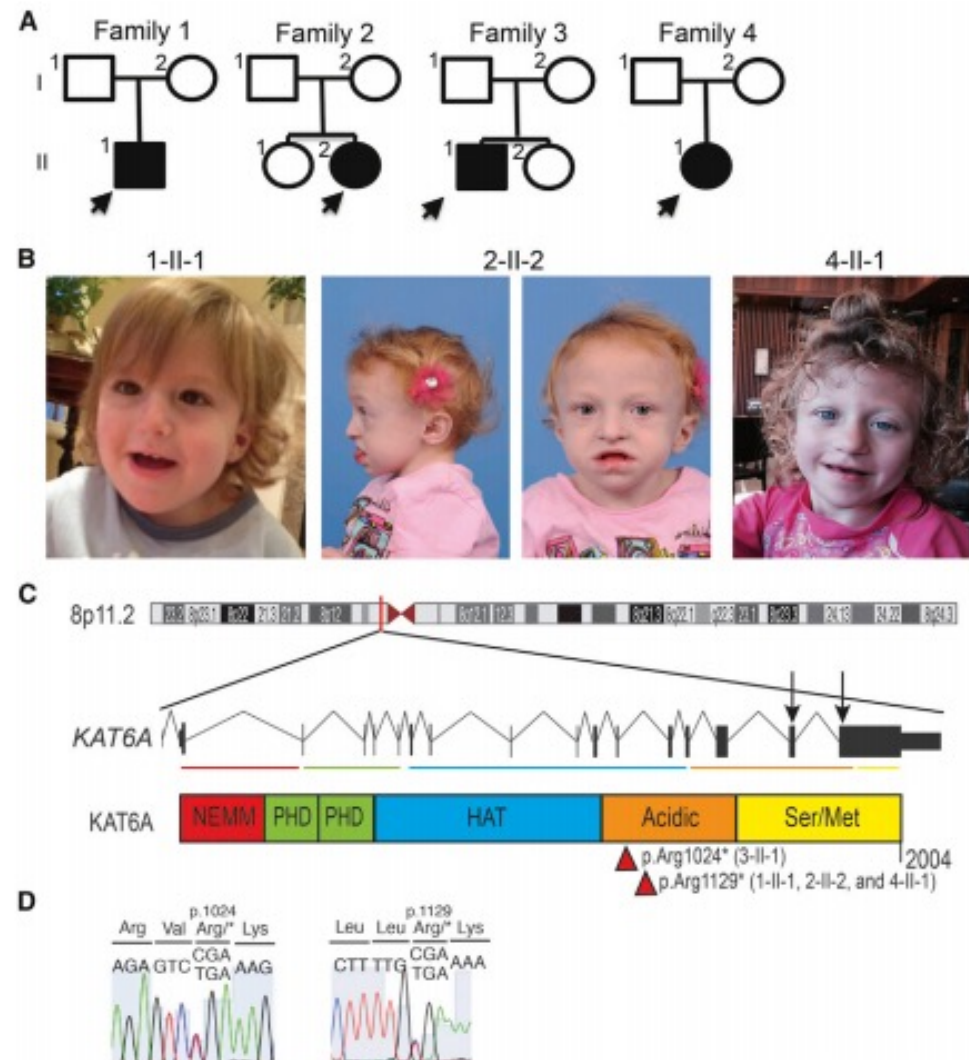 A
Family 1 Family 2 Family 3 Family 4
I 1 2 1 2 1 2 1 2
II 1 1 2 1 2 1
B
1-II-1 2-II-2 4-II-1
C
8p11.2
KAT6A
KAT6A NEMM PHD PHD HAT Acidic Ser/Met
2004
p.Arg1024* (3-II-1)
p.Arg1129* (1-II-1, 2-II-2, and 4-II-1)
D
p.1024 p.1129
Arg Val Arg/* Lys Leu Leu Arg/* Lys
CGA CGA
AGA GTC TGA AAG CTT TTG TGA AAA